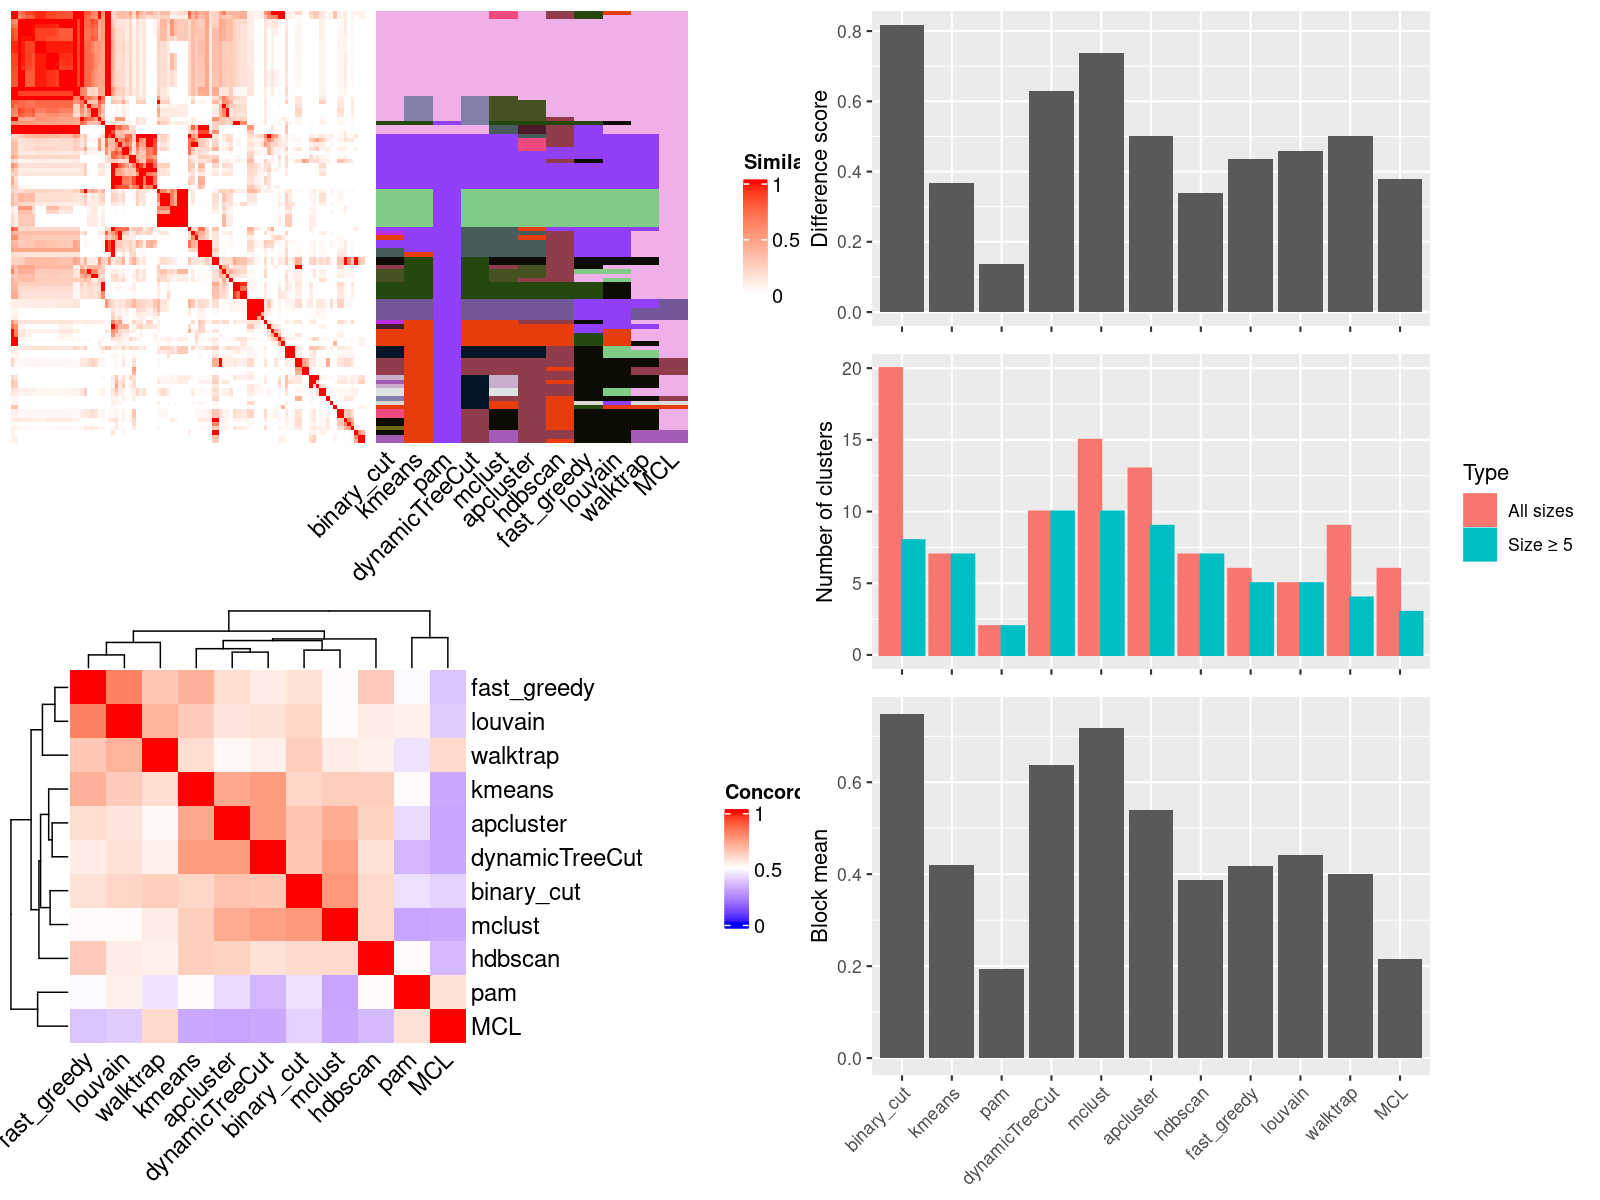 Simila
1
0.5
0
binary_cut
kmeans
pam
dynamicTreeCut
mclust
apcluster
hdbscan
fast_greedy
louvain
walktrap
MCL
fast_greedy
louvain
walktrap
kmeans
apcluster
dynamicTreeCut
binary_cut
mclust
hdbscan
pam
MCL
fast_greedy
louvain
walktrap
kmeans
apcluster
dynamicTreeCut
binary_cut
mclust
hdbscan
pam
MCL
Concord
1
0.5
0
Difference score
0.8
0.6
0.4
0.2
0.0
Number of clusters
20
15
10
5
0
Type
All sizes
Size ≥ 5
Block mean
0.6
0.4
0.2
0.0
binary_cut
kmeans
pam
dynamicTreeCut
mclust
apcluster
hdbscan
fast_greedy
louvain
walktrap
MCL